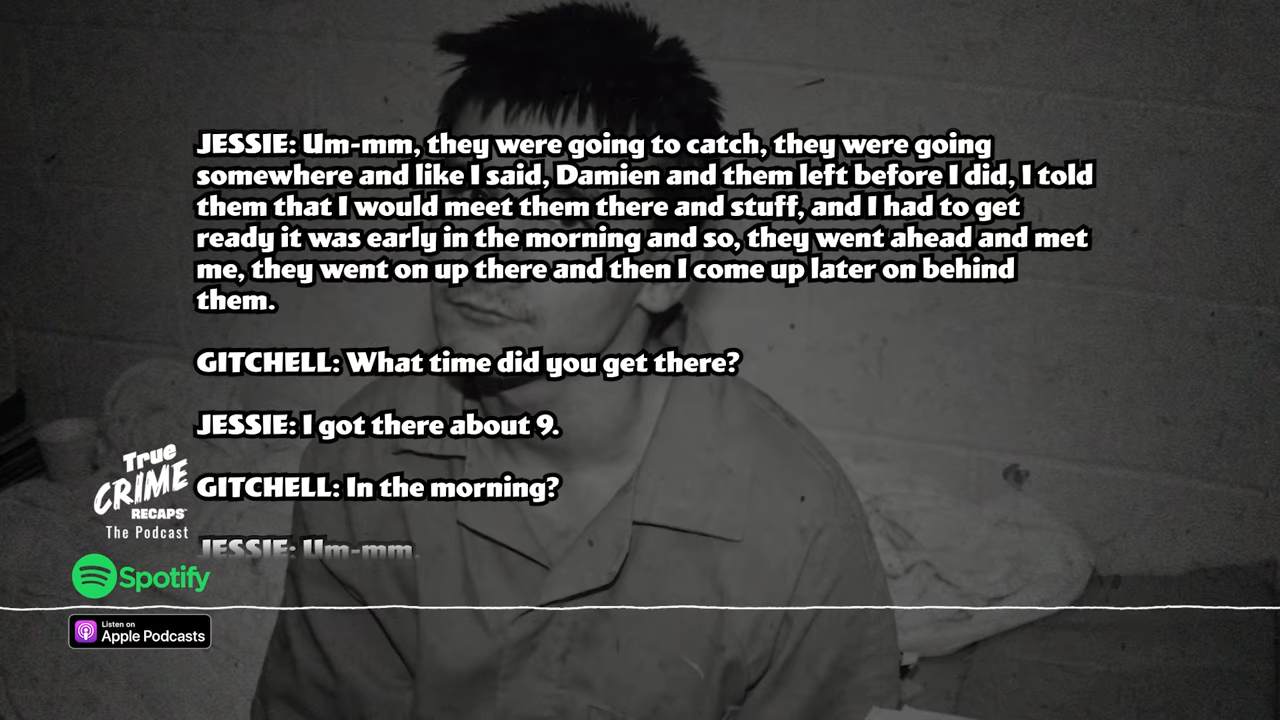 JESSIE: Um-mm, they were going to catch, they were going
somewhere and like I said, Damien and them left before I did, I told
them that I would meet them there and stuff, and I had to get
ready it was early in the morning and so, they went ahead and met
me, they went on up there and then I come up later on behind
them.
GITCHELL: What time did you get there?
JESSIE: I got there about 9.
GITCHELL: In the morning?
JESSIE: Um-mm.
True
CRIME
RECAPS
The Podcast
Spotify
Listen on
Apple Podcasts